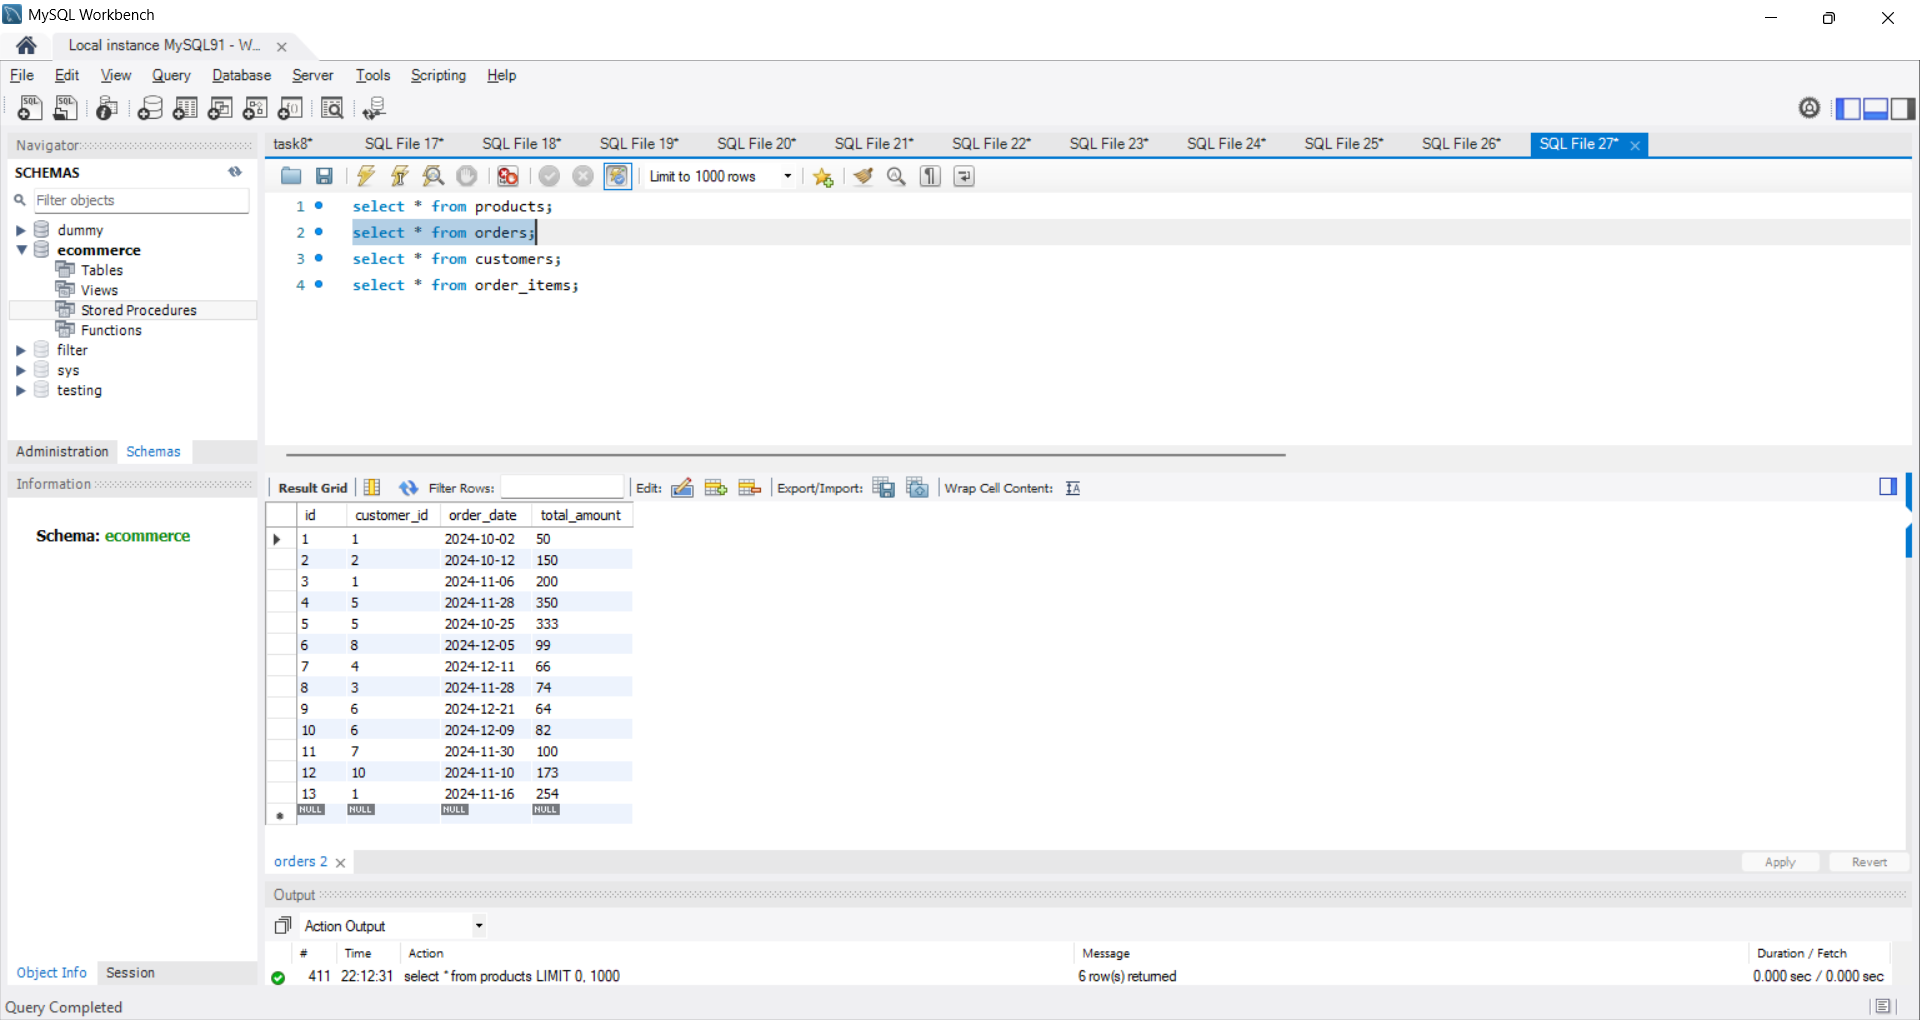 MySQL Workbench
Local instance MySQL91 - W...
File Edit View Query Database Server Tools Scripting Help
Navigator
SCHEMAS
Filter objects
dummy
ecommerce
Tables
Views
Stored Procedures
Functions
filter
sys
testing
Administration Schemas
Information
Schema: ecommerce
Object Info Session
task8* SQL File 17* SQL File 18* SQL File 19* SQL File 20* SQL File 21* SQL File 22* SQL File 23* SQL File 24* SQL File 25* SQL File 26* SQL File 27*
Limit to 1000 rows
1 select * from products;
2 select * from orders;
3 select * from customers;
4 select * from order_items;
Result Grid Filter Rows: Edit: Export/Import: Wrap Cell Content:
id customer_id order_date total_amount
1 1 2024-10-02 50
2 2 2024-10-12 150
3 1 2024-11-06 200
4 5 2024-11-28 350
5 5 2024-10-25 333
6 8 2024-12-05 99
7 4 2024-12-11 66
8 3 2024-11-28 74
9 6 2024-12-21 64
10 6 2024-12-09 82
11 7 2024-11-30 100
12 10 2024-11-10 173
13 1 2024-11-16 254
NULL NULL NULL NULL
orders 2 Apply Revert
Output
Action Output
# Time Action Message Duration / Fetch
411 22:12:31 select * from products LIMIT 0, 1000 6 row(s) returned 0.000 sec / 0.000 sec
Query Completed